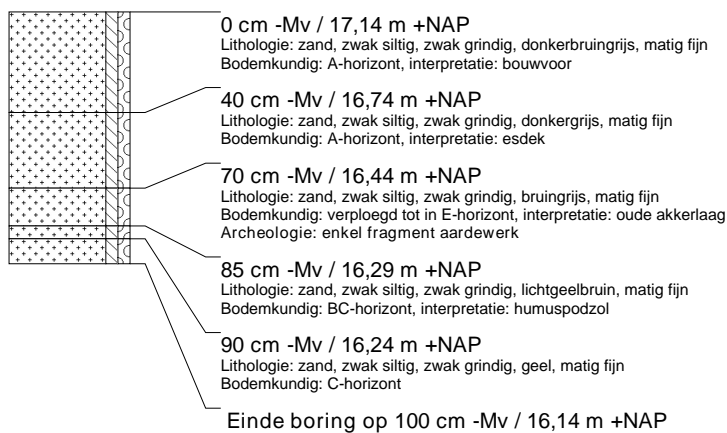 0 cm -Mv / 17,14 m +NAP
Lithologie: zand, zwak siltig, zwak grindig, donkerbruingrijs, matig fijn
Bodemkundig: A-horizont, interpretatie: bouwvoor
40 cm -Mv / 16,74 m +NAP
Lithologie: zand, zwak siltig, zwak grindig, donkergrijs, matig fijn
Bodemkundig: A-horizont, interpretatie: esdek
70 cm -Mv / 16,44 m +NAP
Lithologie: zand, zwak siltig, zwak grindig, bruingrijs, matig fijn
Bodemkundig: verploegd tot in E-horizont, interpretatie: oude akkerlaag
Archeologie: enkel fragment aardewerk
85 cm -Mv / 16,29 m +NAP
Lithologie: zand, zwak siltig, zwak grindig, lichtgeelbruin, matig fijn
Bodemkundig: BC-horizont, interpretatie: humuspodzol
90 cm -Mv / 16,24 m +NAP
Lithologie: zand, zwak siltig, zwak grindig, geel, matig fijn
Bodemkundig: C-horizont
Einde boring op 100 cm -Mv / 16,14 m +NAP